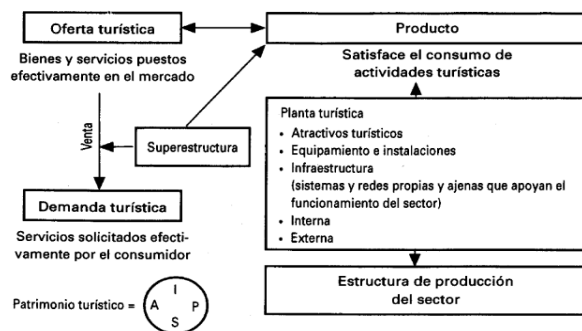 Oferta turística
Bienes y servicios puestos
efectivamente en el mercado
Venta
Superestructura
Demanda turística
Servicios solicitados efecti-
vamente por el consumidor
Patrimonio turístico =
I
A P
S
Producto
Satisface el consumo de
actividades turísticas
Planta turística
• Atractivos turísticos
• Equipamiento e instalaciones
• Infraestructura
(sistemas y redes propias y ajenas que apoyan el
funcionamiento del sector)
• Interna
• Externa
Estructura de producción
del sector